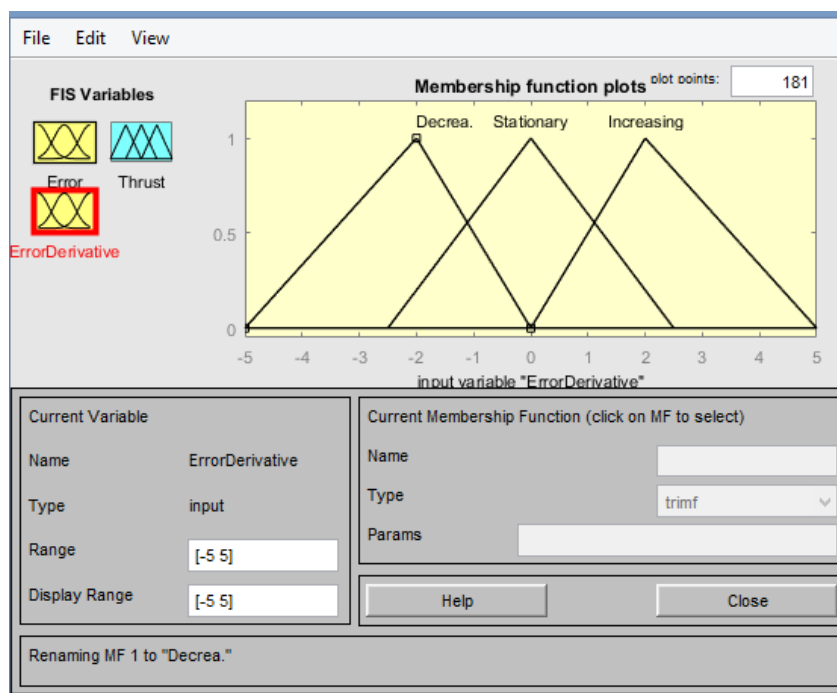 File Edit View
FIS Variables
Error
Thrust
ErrorDerivative
Membership function plots
plot points:
181
Decrea. Stationary Increasing
1
0.5
0
-5 -4 -3 -2 -1 0 1 2 3 4 5
input variable "ErrorDerivative"
Current Variable
Name ErrorDerivative
Type input
Range [-5 5]
Display Range [-5 5]
Current Membership Function (click on MF to select)
Name
Type trimf
Params
Help Close
Renaming MF 1 to "Decrea."